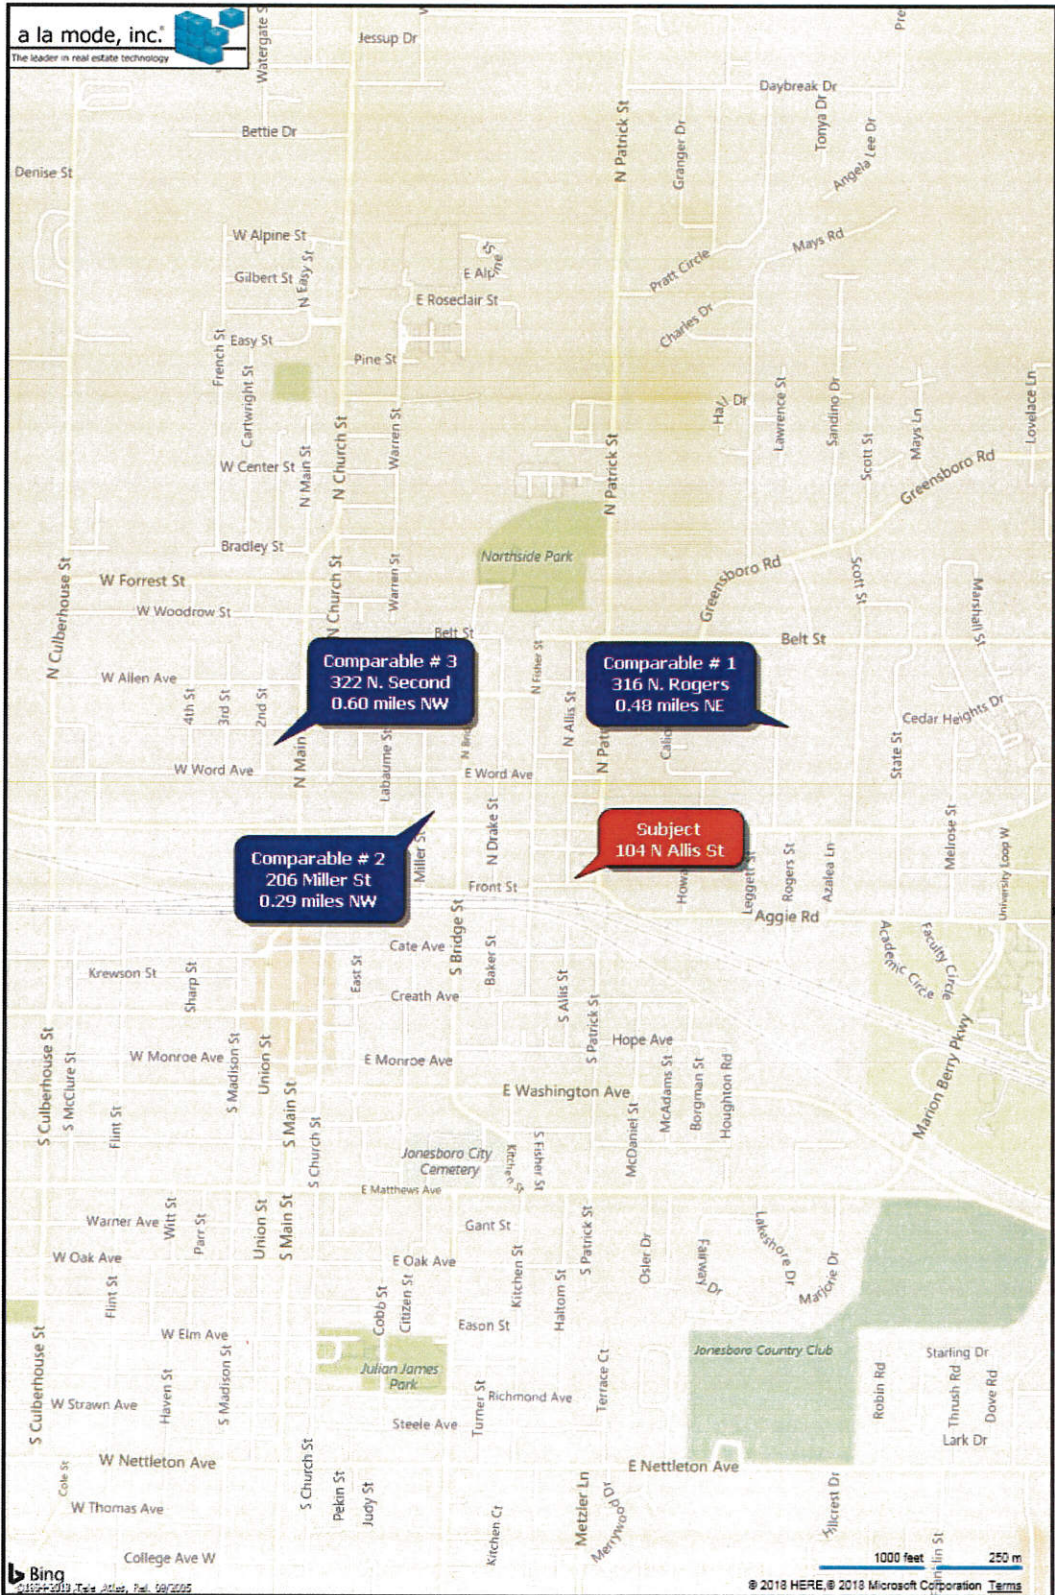 a la mode, inc.
The leader in real estate technology
Watergate S
Jessup Dr
Daybreak Dr
Bettie Dr
N Patrick St
Granger Dr
Tonya Dr
Angela Lee Dr
Denise St
W Alpine St
Mays Rd
Gilbert St
N Easy St
Pratt Circle
E Roseclair St
Charles Dr
Easy St
French St
Pine St
Cartwright St
Lawrence St
Sandino Dr
Mays Ln
Lovelace Ln
W Center St
N Main St
N Church St
Warren St
N Patrick St
Scott St
Greensboro Rd
Bradley St
Northside Park
N Culberhouse St
W Forrest St
N Church St
Warren St
Greensboro Rd
Scott St
Marshall St
W Woodrow St
Belt St
Belt St
Comparable # 3
322 N. Second
0.60 miles NW
Comparable # 1
316 N. Rogers
0.48 miles NE
W Allen Ave
4th St
3rd St
2nd St
N Fisher St
N Allis St
Cedar Heights Dr
N Main
Labaume St
State St
W Word Ave
E Word Ave
Subject
104 N Allis St
Comparable # 2
206 Miller St
0.29 miles NW
Miller St
N Drake St
Front St
Leggett St
Rogers St
Azalea Ln
Melrose St
University Loop W
Aggie Rd
Cate Ave
S Bridge St
Baker St
Academic Circle
Faculty Circle
Krewson St
Sharp St
East St
Creath Ave
S Allis St
S Patrick St
Hope Ave
Marion Berry Pkwy
S Culberhouse St
S McClure St
W Monroe Ave
S Madison St
Union St
E Monroe Ave
E Washington Ave
McAdams St
Borgman St
Houghton Rd
Flint St
S Main St
S Church St
McDaniel St
Jonesboro City
Cemetery
Kitchen St
S Fisher St
E Matthews Ave
Warner Ave
Witt St
Parr St
Union St
S Main St
Gant St
S Patrick St
Lakeshore Dr
W Oak Ave
E Oak Ave
Kitchen St
Osler Dr
Fairway Dr
Marjorie Dr
Flint St
Cobb St
Citizen St
Haltom St
Eason St
W Elm Ave
S Culberhouse St
Julian James
Park
Jonesboro Country Club
Starling Dr
Haven St
S Madison St
W Strawn Ave
Turner St
Richmond Ave
Terrace Ct
Robin Rd
Thrush Rd
Dove Rd
Steele Ave
Lark Dr
W Nettleton Ave
E Nettleton Ave
Cole St
S Church St
Pekin St
Judy St
W Thomas Ave
Kitchen Ct
Metzler Ln
Merrywood Dr
Hillcrest Dr
College Ave W
Bing
1000 feet
250 m
© 2018 HERE, © 2018 Microsoft Corporation Terms